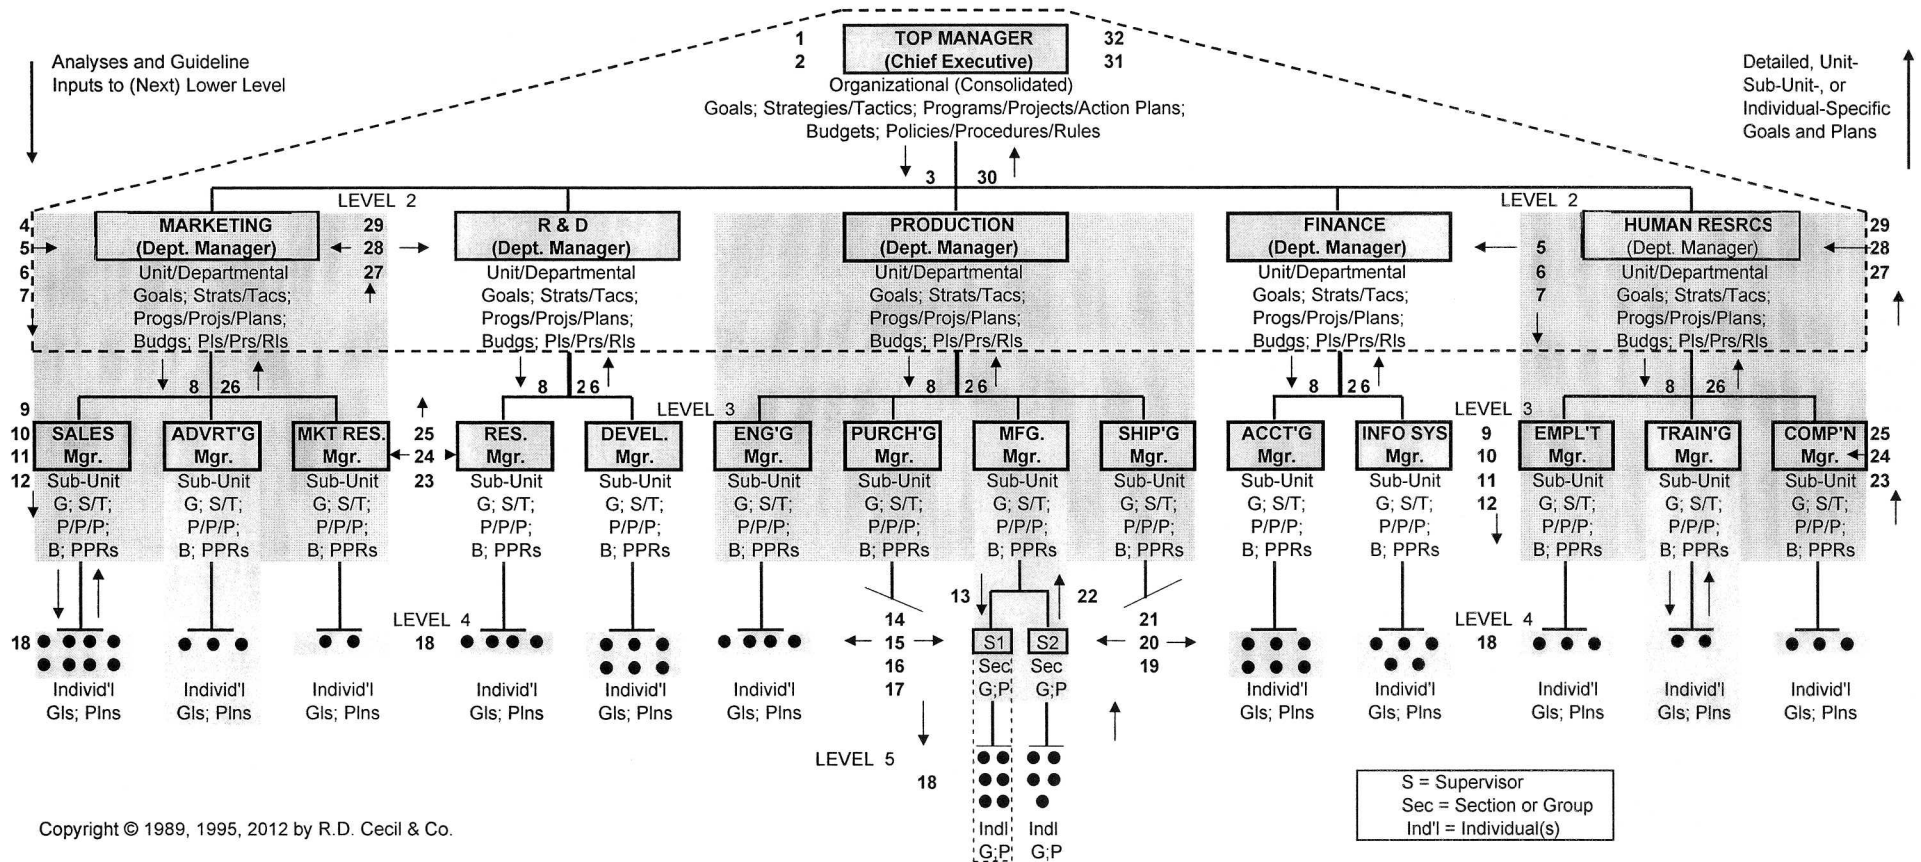 Analyses and Guideline
Inputs to (Next) Lower Level
1 TOP MANAGER 32
2 (Chief Executive) 31
Organizational (Consolidated)
Goals; Strategies/Tactics; Programs/Projects/Action Plans;
Budgets; Policies/Procedures/Rules
Detailed, Unit-
Sub-Unit-, or
Individual-Specific
Goals and Plans
3 30
LEVEL 2 LEVEL 2
4 MARKETING 29 R & D PRODUCTION FINANCE HUMAN RESRCS 29
5 (Dept. Manager) 28 (Dept. Manager) (Dept. Manager) (Dept. Manager) 5 (Dept. Manager) 28
6 Unit/Departmental 27 Unit/Departmental Unit/Departmental Unit/Departmental 6 Unit/Departmental 27
7 Goals; Strats/Tacs; Goals; Strats/Tacs; Goals; Strats/Tacs; Goals; Strats/Tacs; 7 Goals; Strats/Tacs;
Progs/Projs/Plans; Progs/Projs/Plans; Progs/Projs/Plans; Progs/Projs/Plans; Progs/Projs/Plans;
Budgs; Pls/Prs/Rls Budgs; Pls/Prs/Rls Budgs; Pls/Prs/Rls Budgs; Pls/Prs/Rls Budgs; Pls/Prs/Rls
8 26 8 26 8 26 8 26 8 26
9 LEVEL 3 LEVEL 3
10 SALES ADVRT'G MKT RES. 25 RES. DEVEL. ENG'G PURCH'G MFG. SHIP'G ACCT'G INFO SYS 9 EMPL'T TRAIN'G COMP'N 25
11 Mgr. Mgr. Mgr. 24 Mgr. Mgr. Mgr. Mgr. Mgr. Mgr. Mgr. Mgr. 10 Mgr. Mgr. Mgr. 24
12 Sub-Unit Sub-Unit Sub-Unit 23 Sub-Unit Sub-Unit Sub-Unit Sub-Unit Sub-Unit Sub-Unit Sub-Unit Sub-Unit 11 Sub-Unit Sub-Unit Sub-Unit 23
G; S/T; G; S/T; G; S/T; G; S/T; G; S/T; G; S/T; G; S/T; G; S/T; G; S/T; G; S/T; G; S/T; 12 G; S/T; G; S/T; G; S/T;
P/P/P; P/P/P; P/P/P; P/P/P; P/P/P; P/P/P; P/P/P; P/P/P; P/P/P; P/P/P; P/P/P; P/P/P; P/P/P; P/P/P;
B; PPRs B; PPRs B; PPRs B; PPRs B; PPRs B; PPRs B; PPRs B; PPRs B; PPRs B; PPRs B; PPRs B; PPRs B; PPRs B; PPRs
13 22
LEVEL 4 14 21 LEVEL 4
18 18 15 S1 S2 20 18
16 Sec Sec 19
17 G;P G;P
Individ'l Individ'l Individ'l Individ'l Individ'l Individ'l Individ'l Individ'l Individ'l Individ'l Individ'l
Gls; Plns Gls; Plns Gls; Plns Gls; Plns Gls; Plns Gls; Plns Gls; Plns Gls; Plns Gls; Plns Gls; Plns Gls; Plns
LEVEL 5
18
Indl Indl
G;P G;P
S = Supervisor
Sec = Section or Group
Ind'l = Individual(s)
Copyright © 1989, 1995, 2012 by R.D. Cecil & Co.